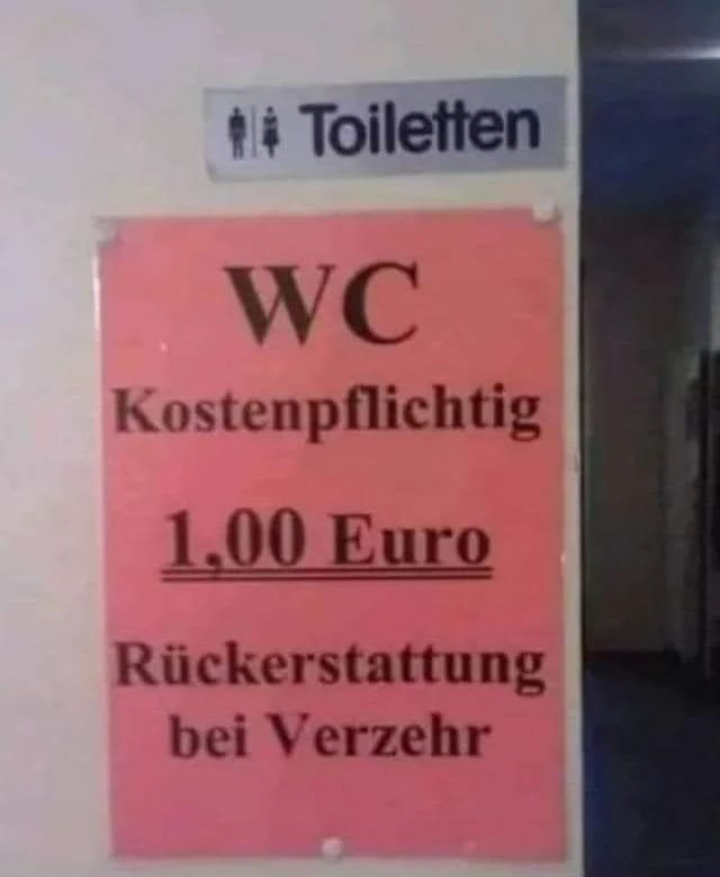 Toiletten
WC
Kostenpflichtig
1,00 Euro
Rückerstattung
bei Verzehr